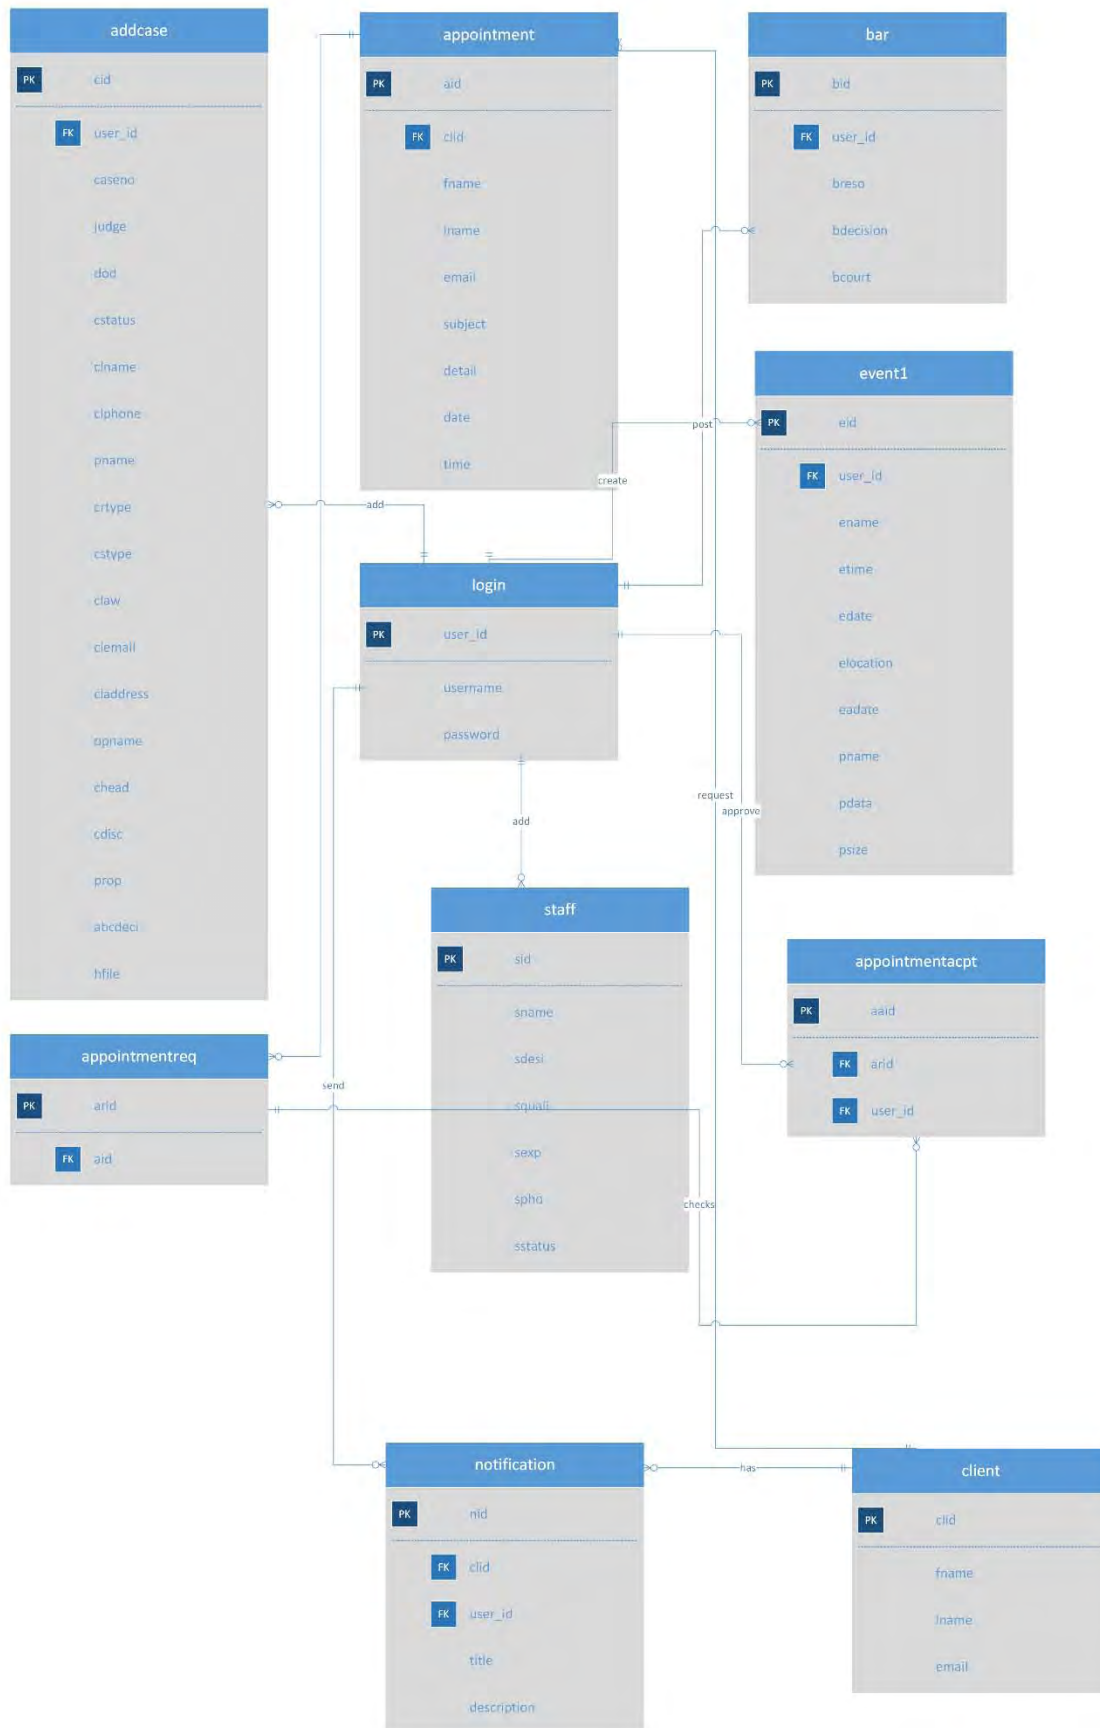 addcase
PK cid
FK user_id
caseno
judge
dod
cstatus
clname
clphone
pname
crtype
cstype
claw
clemail
claddress
opname
chead
cdisc
prop
abcdeci
hfile
appointment
PK aid
FK clid
fname
lname
email
subject
detail
date
time
bar
PK bid
FK user_id
breso
bdecision
bcourt
event1
PK eid
FK user_id
ename
etime
edate
elocation
eadate
pname
pdata
psize
post
create
add
login
PK user_id
username
password
request
approve
add
staff
PK sid
sname
sdesi
squali
sexp
spho
sstatus
appointmentacpt
PK aaid
FK arid
FK user_id
appointmentreq
PK arid
FK aid
send
checks
notification
PK nid
FK clid
FK user_id
title
description
has
client
PK clid
fname
lname
email